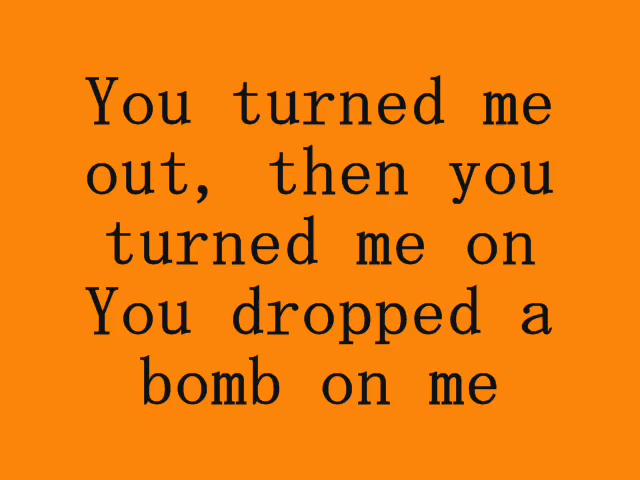 You turned me
out, then you
turned me on
You dropped a
bomb on me